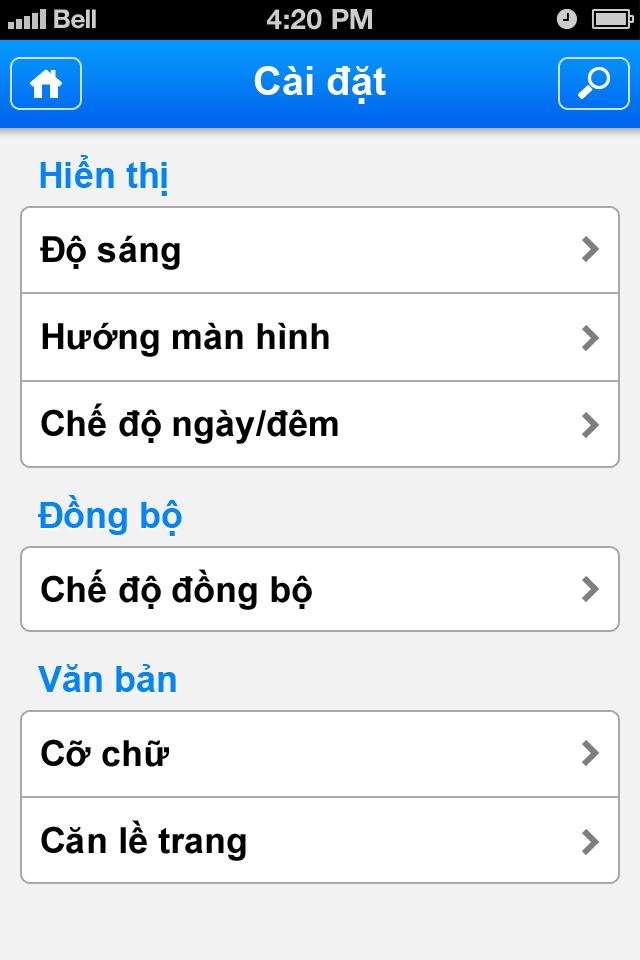 Bell 4:20 PM
Cài đặt
Hiển thị
Độ sáng
Hướng màn hình
Chế độ ngày/đêm
Đồng bộ
Chế độ đồng bộ
Văn bản
Cỡ chữ
Căn lề trang